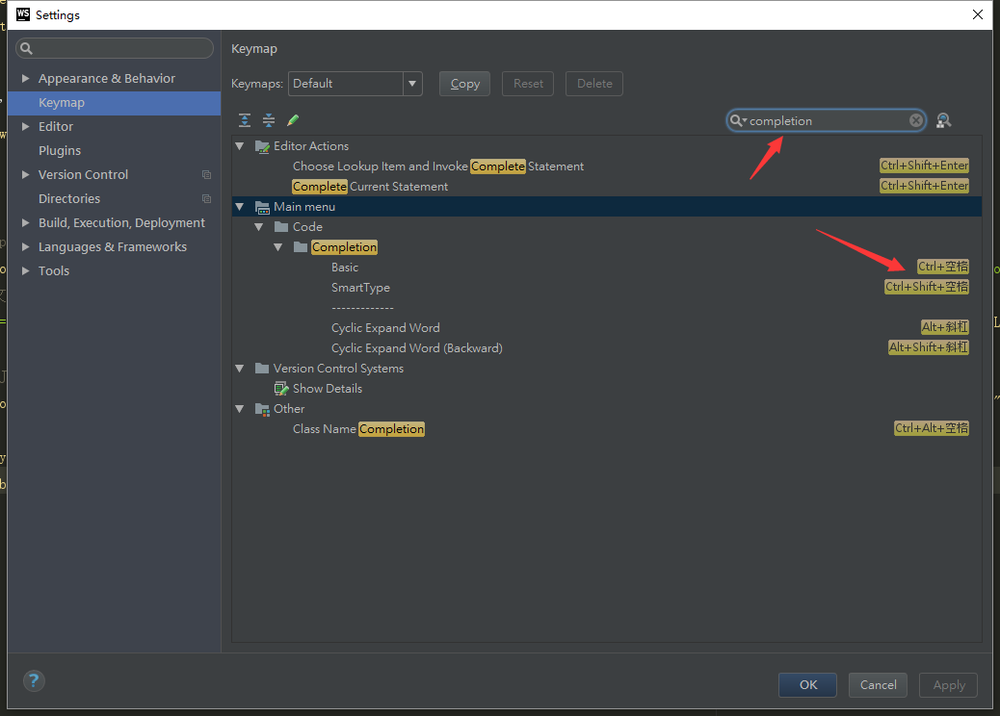 WS Settings
Keymap
Appearance & Behavior
Keymap
Editor
Plugins
Version Control
Directories
Build, Execution, Deployment
Languages & Frameworks
Tools
Keymaps: Default Copy Reset Delete
completion
Editor Actions
Choose Lookup Item and Invoke Complete Statement Ctrl+Shift+Enter
Complete Current Statement Ctrl+Shift+Enter
Main menu
Code
Completion
Basic Ctrl+空格
SmartType Ctrl+Shift+空格
-------------
Cyclic Expand Word Alt+斜杠
Cyclic Expand Word (Backward) Alt+Shift+斜杠
Version Control Systems
Show Details
Other
Class Name Completion Ctrl+Alt+空格
? OK Cancel Apply